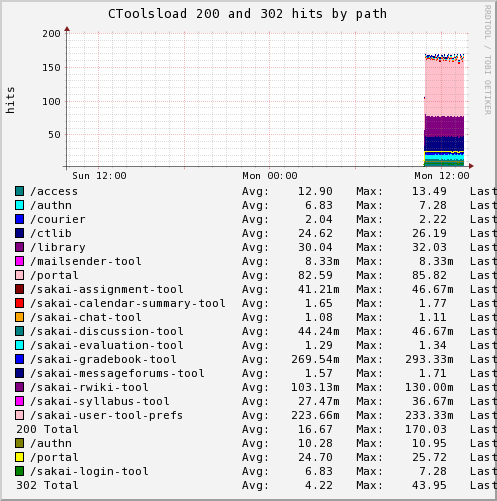 CToolsload 200 and 302 hits by path
RRDTOOL / TOBI OETIKER
hits
200
150
100
50
Sun 12:00 Mon 00:00 Mon 12:00
/access Avg: 12.90 Max: 13.49 Last
/authn Avg: 6.83 Max: 7.28 Last
/courier Avg: 2.04 Max: 2.22 Last
/ctlib Avg: 24.62 Max: 26.19 Last
/library Avg: 30.04 Max: 32.03 Last
/mailsender-tool Avg: 8.33m Max: 8.33m Last
/portal Avg: 82.59 Max: 85.82 Last
/sakai-assignment-tool Avg: 41.21m Max: 46.67m Last
/sakai-calendar-summary-tool Avg: 1.65 Max: 1.77 Last
/sakai-chat-tool Avg: 1.08 Max: 1.11 Last
/sakai-discussion-tool Avg: 44.24m Max: 46.67m Last
/sakai-evaluation-tool Avg: 1.29 Max: 1.34 Last
/sakai-gradebook-tool Avg: 269.54m Max: 293.33m Last
/sakai-messageforums-tool Avg: 1.57 Max: 1.71 Last
/sakai-rwiki-tool Avg: 103.13m Max: 130.00m Last
/sakai-syllabus-tool Avg: 27.47m Max: 36.67m Last
/sakai-user-tool-prefs Avg: 223.66m Max: 233.33m Last
200 Total Avg: 16.67 Max: 170.03 Last
/authn Avg: 10.28 Max: 10.95 Last
/portal Avg: 24.70 Max: 25.72 Last
/sakai-login-tool Avg: 6.83 Max: 7.28 Last
302 Total Avg: 4.22 Max: 43.95 Last